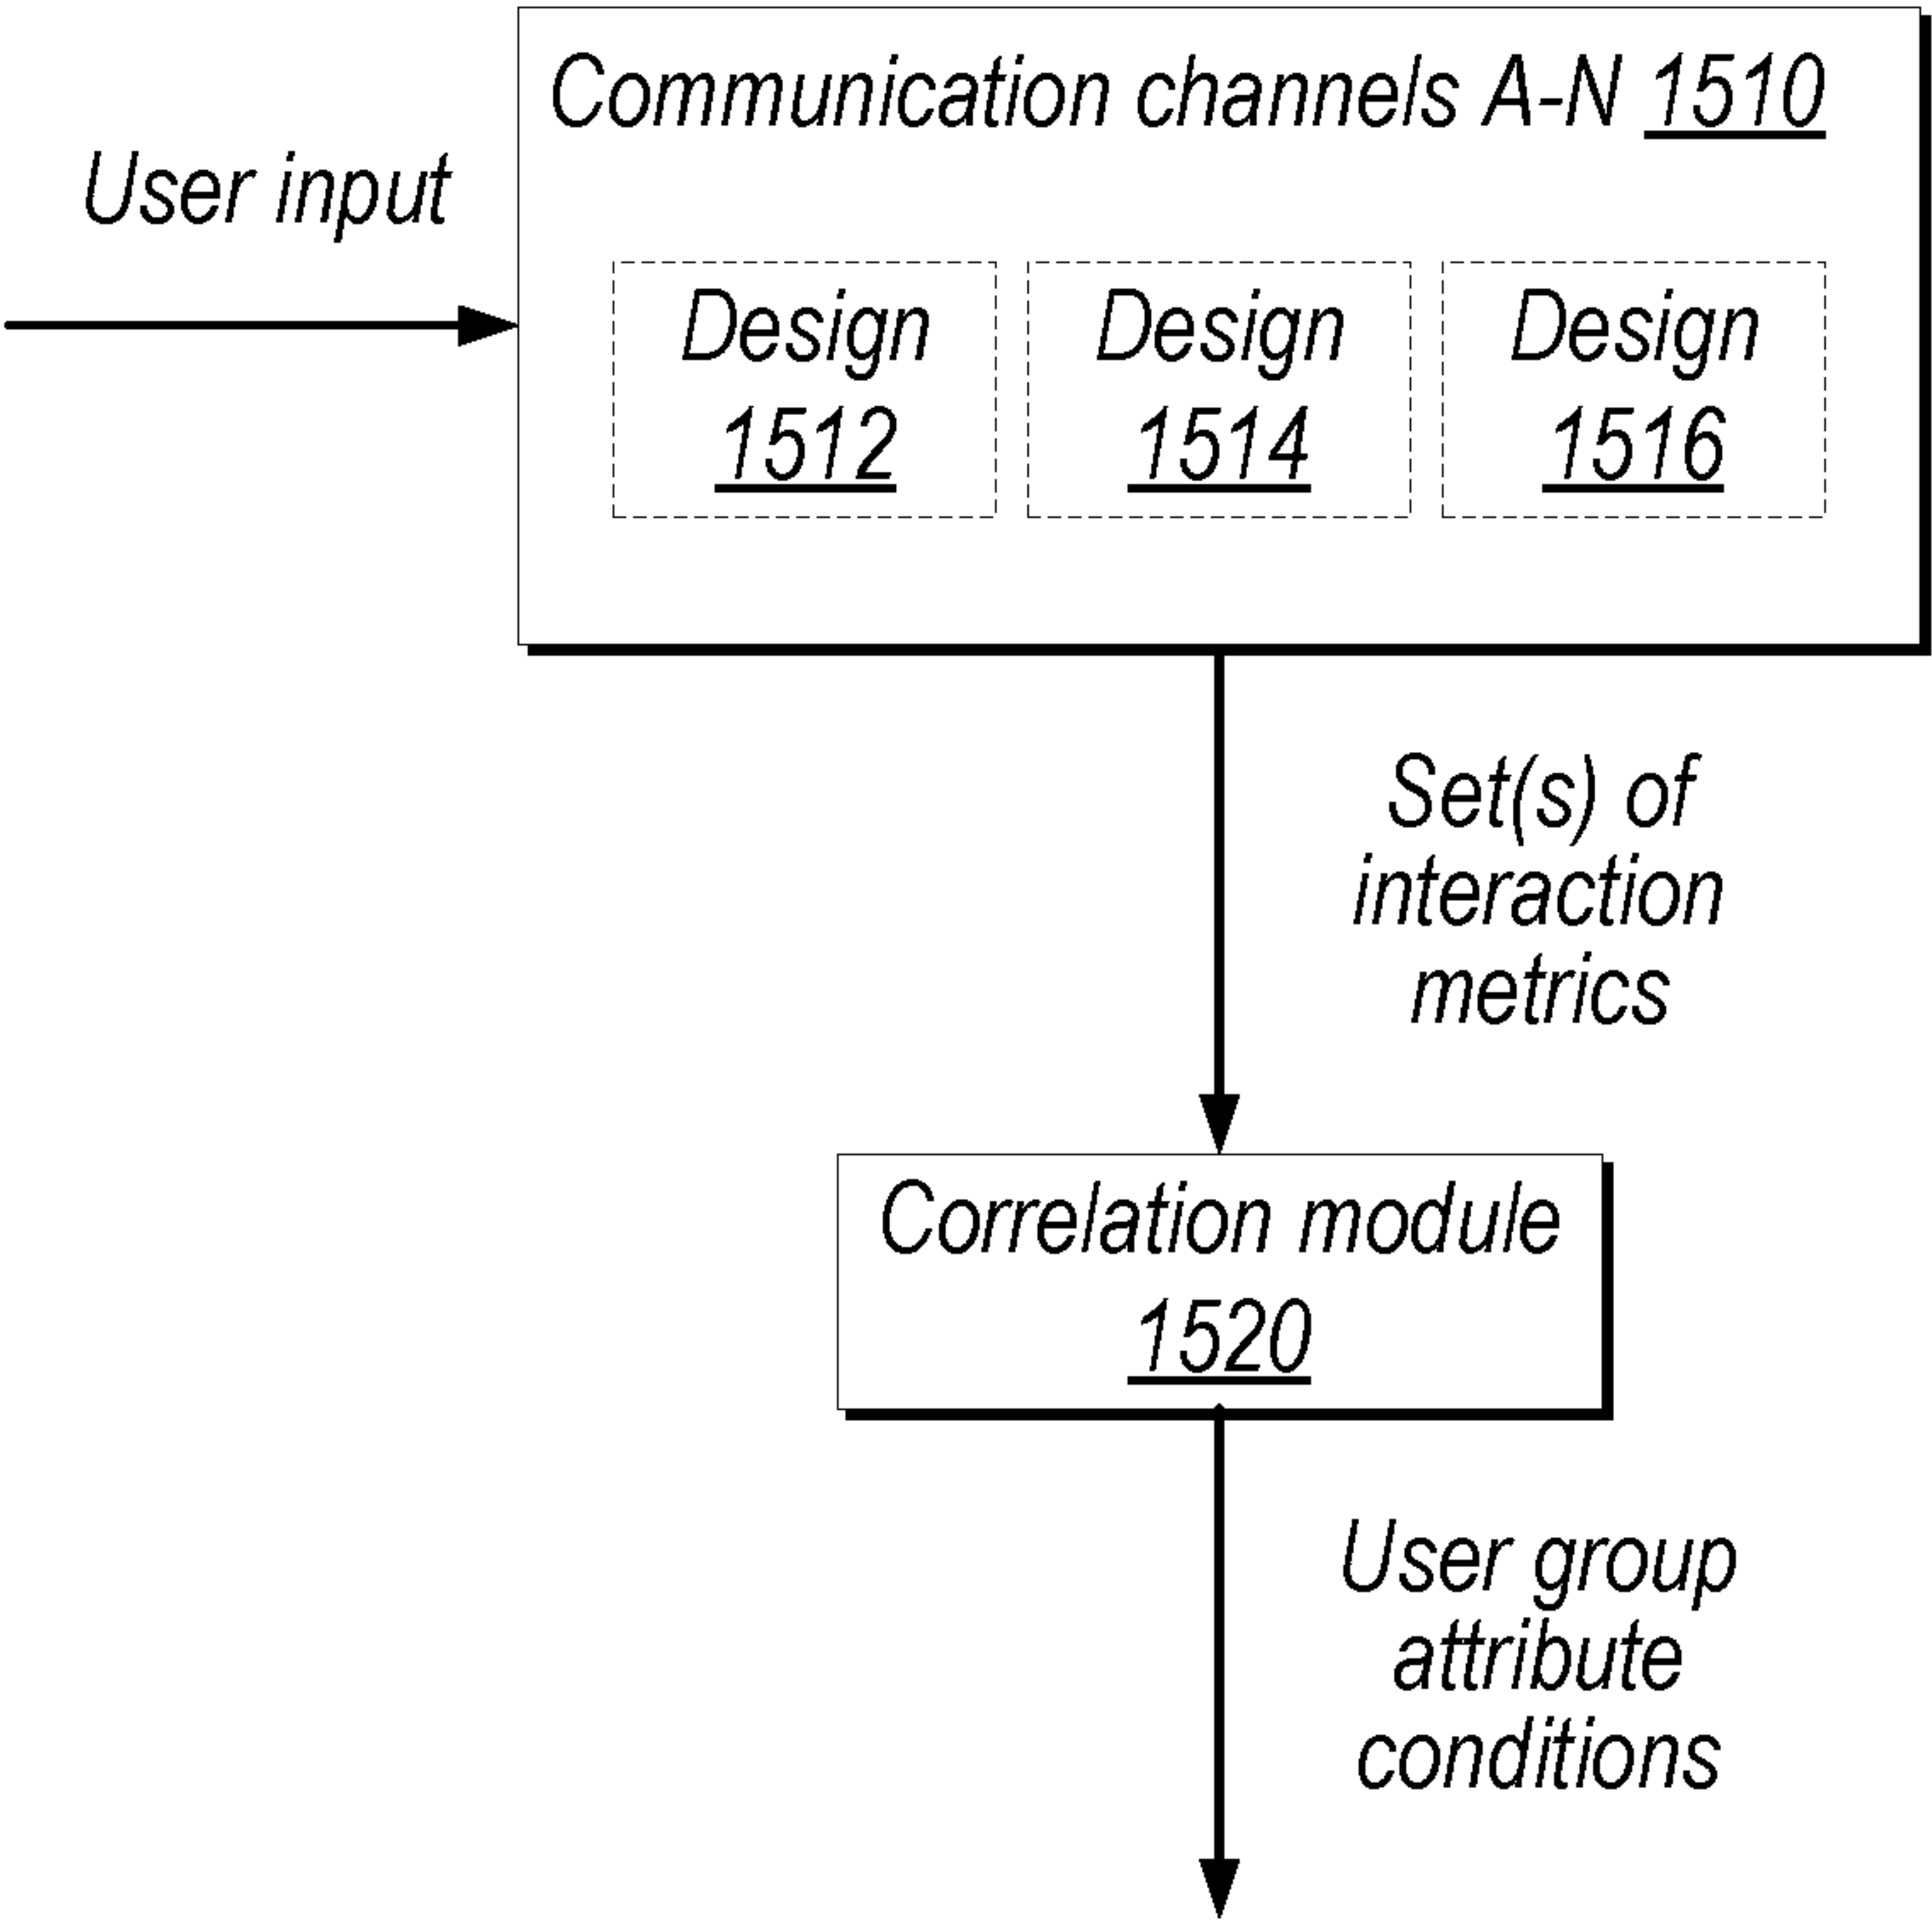 Communication channels A-N 1510
User input
Design
1512
Design
1514
Design
1516
Set(s) of
interaction
metrics
Correlation module
1520
User group
attribute
conditions